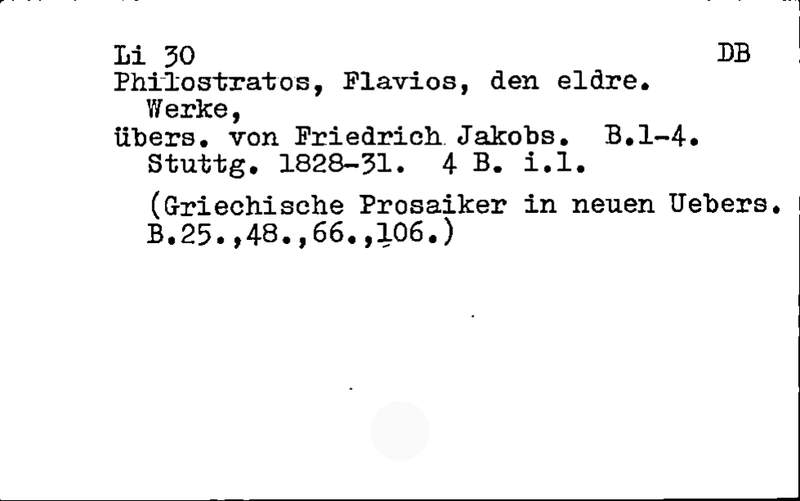 Li 30 DB
Philostratos, Flavios, den eldre.
Werke,
übers. von Friedrich Jakobs. B.1-4.
Stuttg. 1828-31. 4 B. i.1.
(Griechische Prosaiker in neuen Uebers.
B.25.,48.,66.,106.)